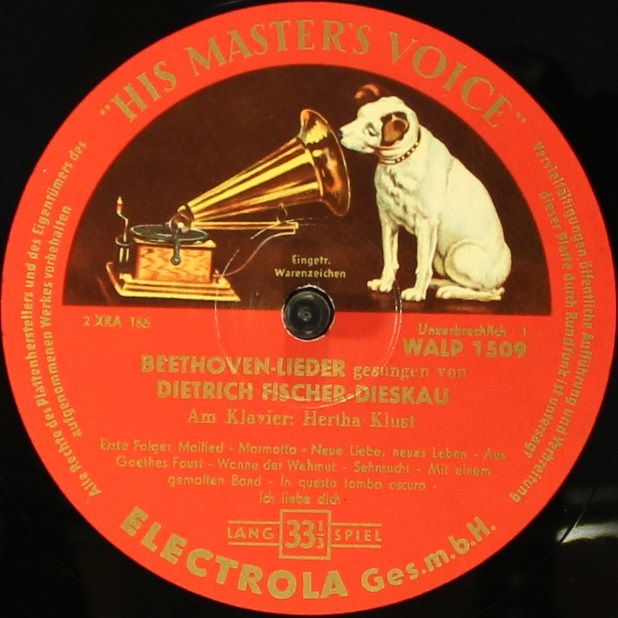 "HIS MASTER'S VOICE"
Alle Rechte des Plattenherstellers und des Eigentümers des
aufgenommenen Werkes vorbehalten
Vervielfältigungen öffentliche Aufführung und Verbreitung
dieser Platte durch Rundfunk ist untersagt
Eingetr.
Warenzeichen
2 XRA 186
Unzerbrechlich 1
WALP 1509
BEETHOVEN-LIEDER gesungen von
DIETRICH FISCHER-DIESKAU
Am Klavier: Hertha Klust
Erste Folge: Mailied - Marmotte - Neue Liebe, neues Leben - Aus
Goethes Faust - Wonne der Wehmut - Sehnsucht - Mit einem
gemalten Band - In questa tomba oscura -
Ich liebe dich
LANG 33⅓ SPIEL
ELECTROLA Ges.m.b.H.